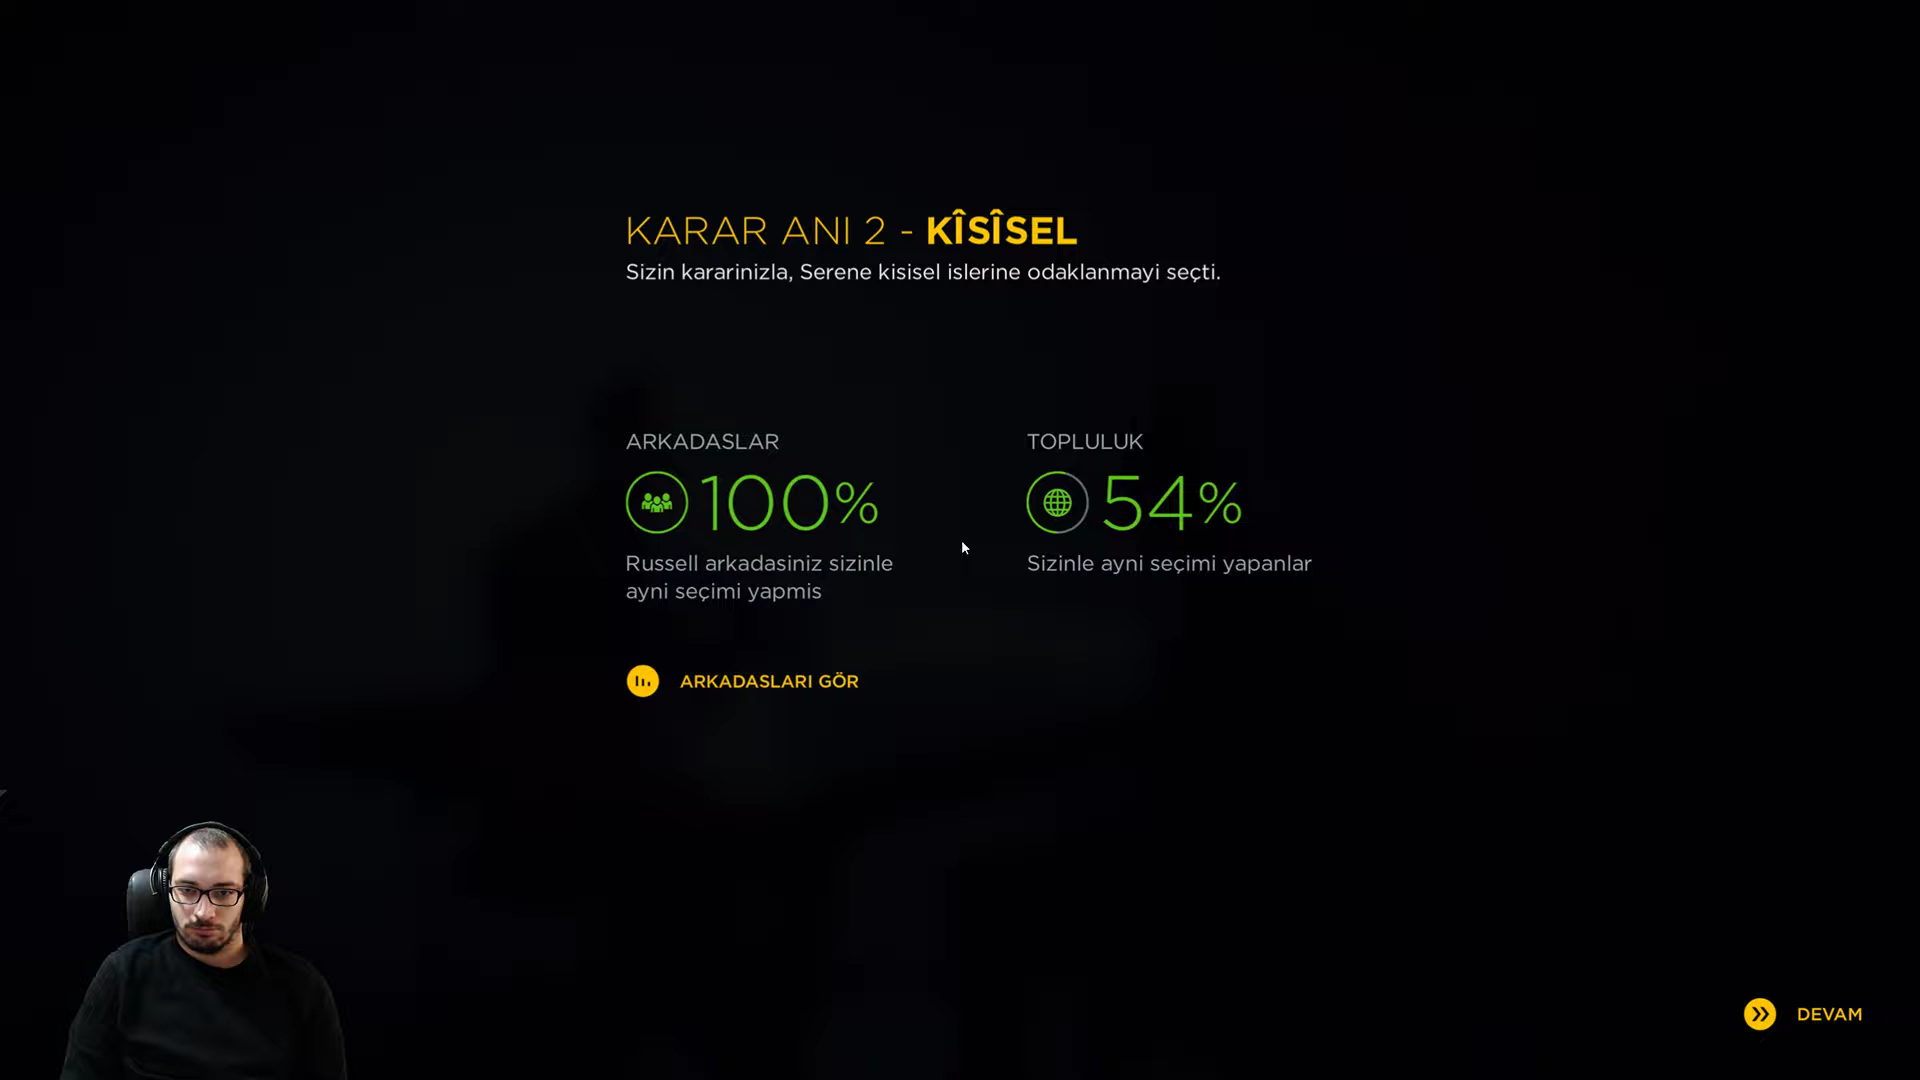 KARAR ANI 2 - KÎSÎSEL
Sizin kararinizla, Serene kisisel islerine odaklanmayi seçti.
ARKADASLAR
100%
Russell arkadasiniz sizinle
ayni seçimi yapmis
TOPLULUK
54%
Sizinle ayni seçimi yapanlar
ARKADASLARI GÖR
DEVAM